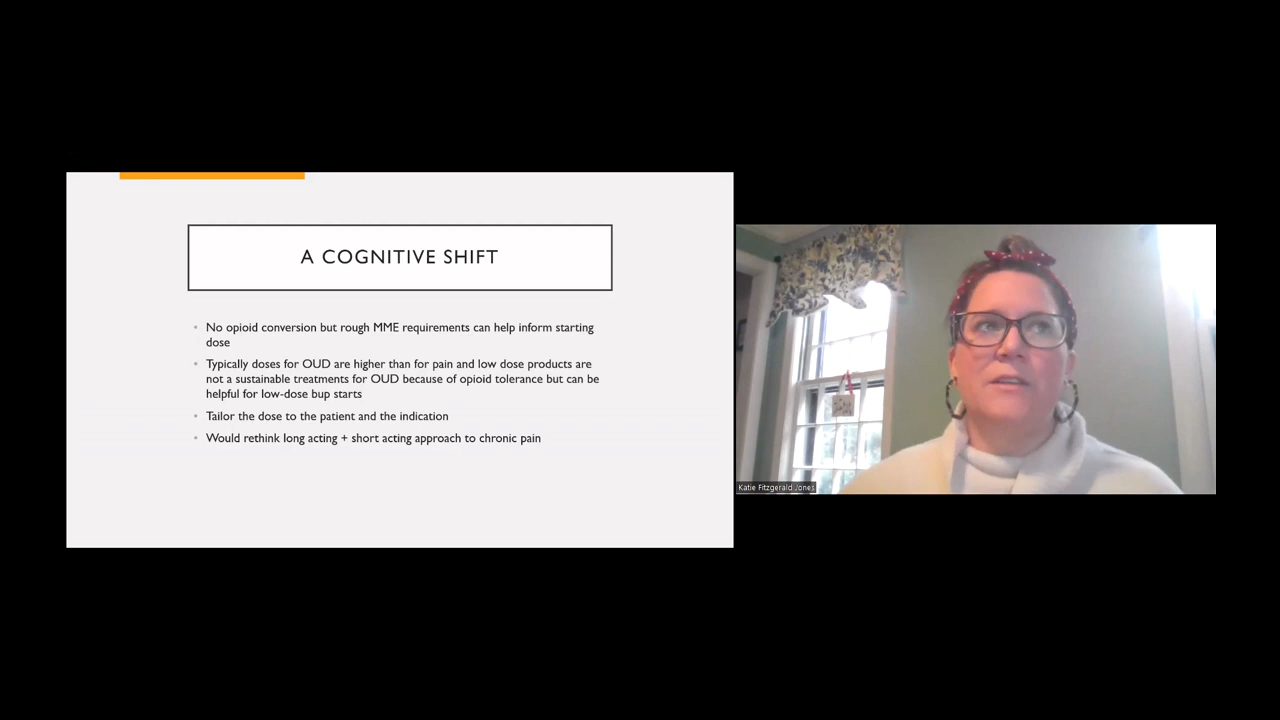 A COGNITIVE SHIFT
No opioid conversion but rough MME requirements can help inform starting
dose
Typically doses for OUD are higher than for pain and low dose products are
not a sustainable treatments for OUD because of opioid tolerance but can be
helpful for low-dose bup starts
Tailor the dose to the patient and the indication
Would rethink long acting + short acting approach to chronic pain
Katie Fitzgerald Jones